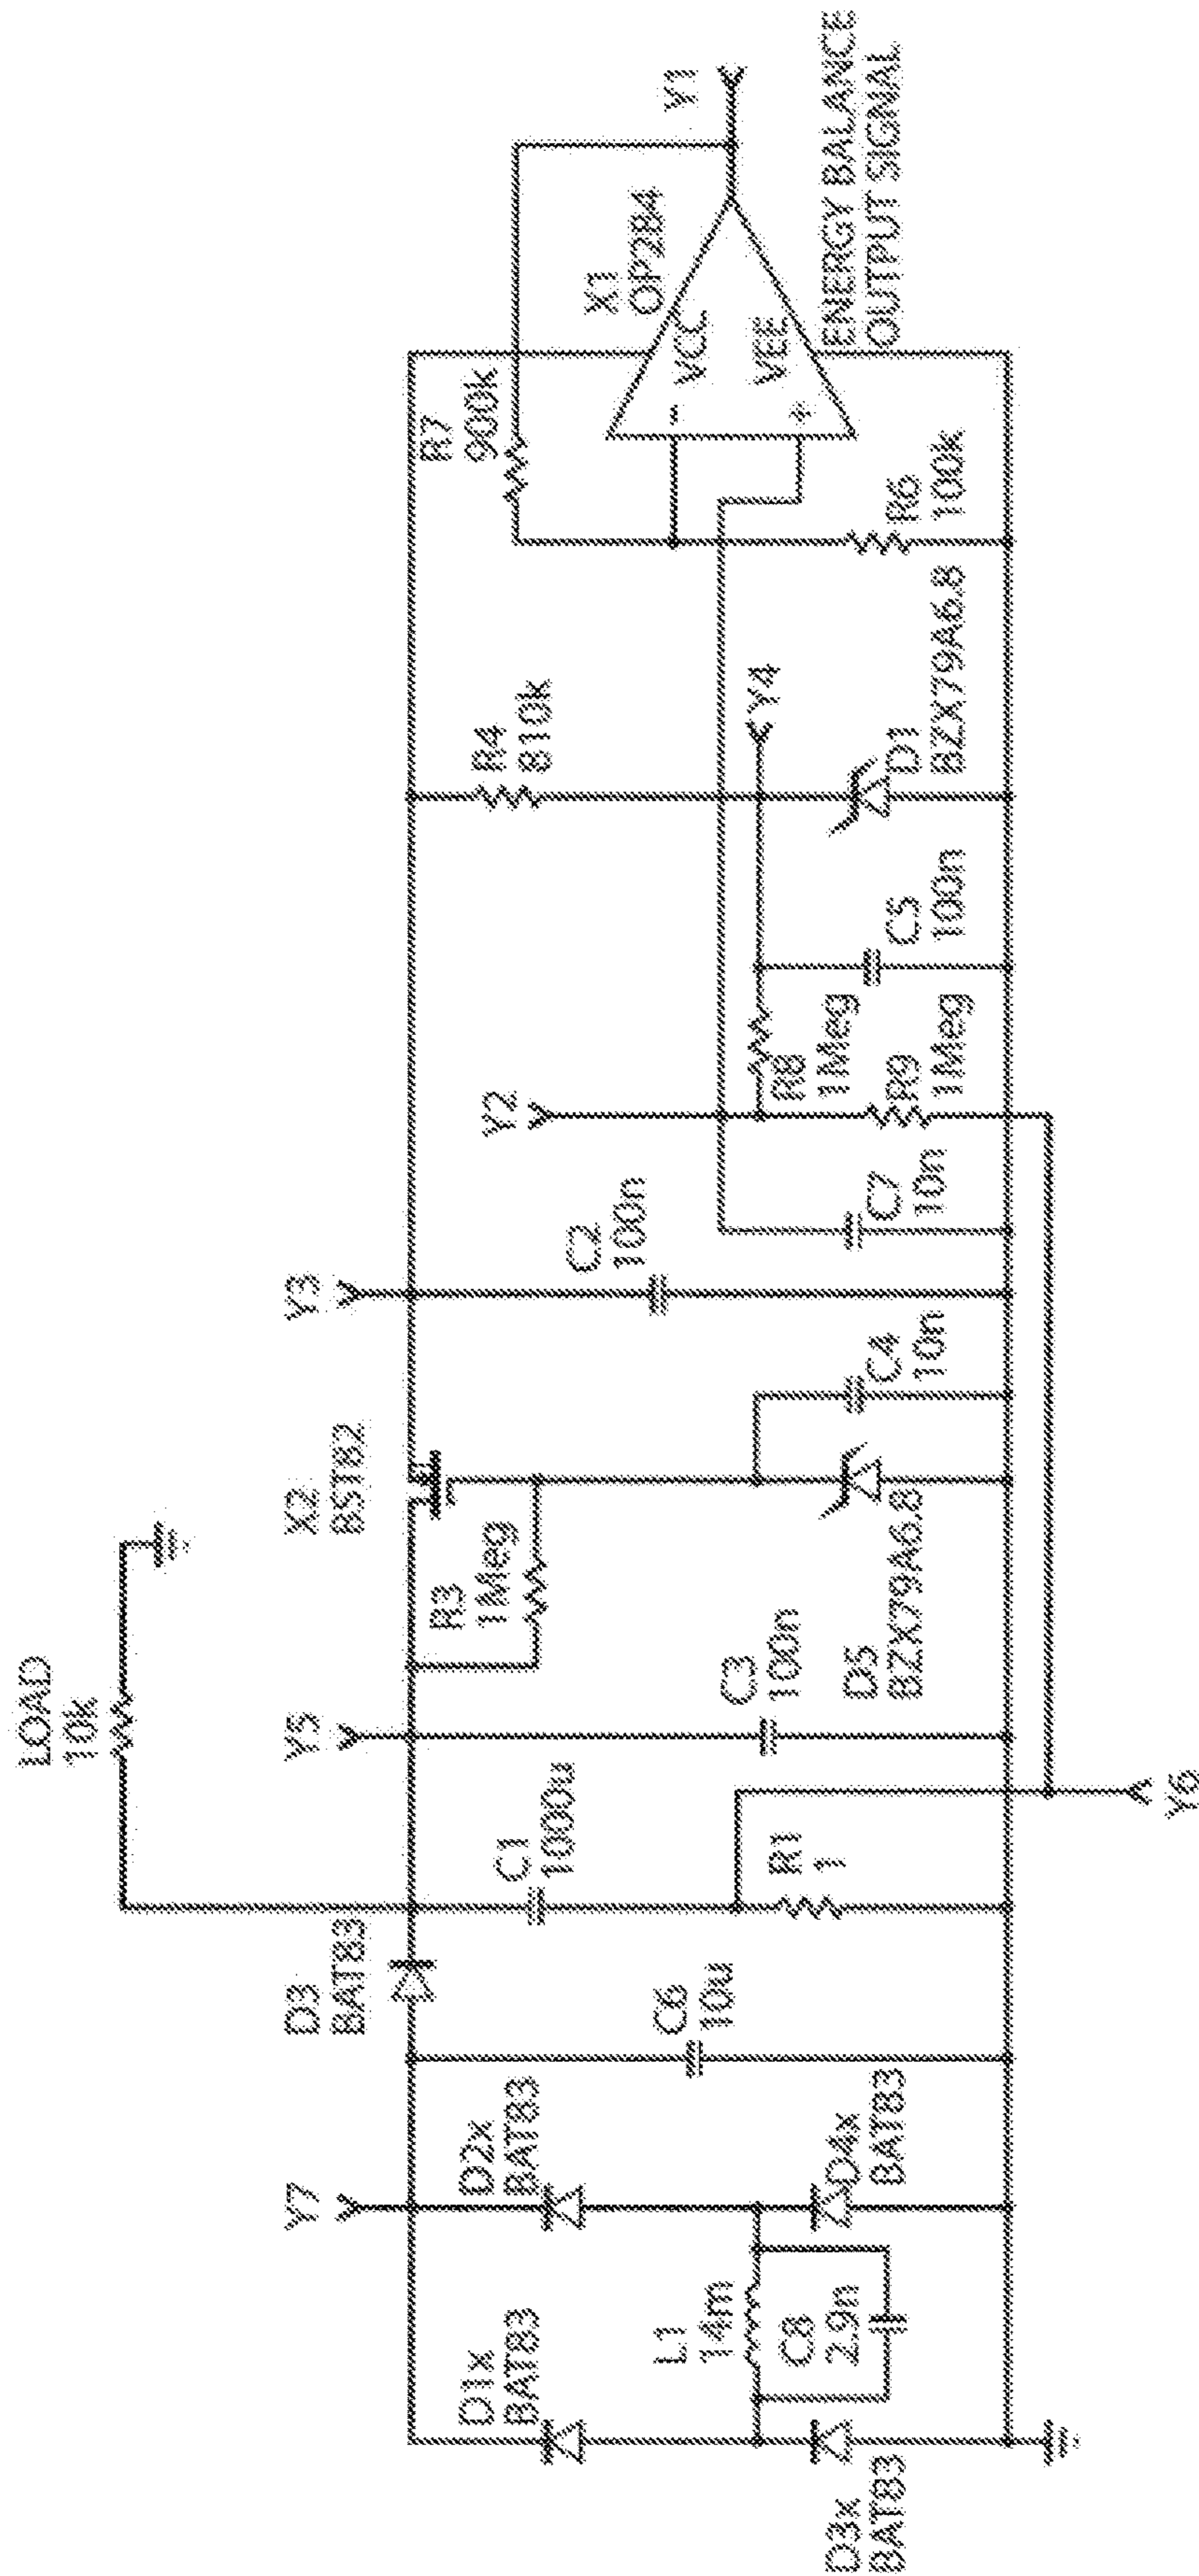 LOAD
10k
D3
BAT83
Y5
X2
BST82
Y3
Y7
D1x
BAT83
D2x
BAT83
C6
10u
C1
1000u
R3
1Meg
C2
100n
Y2
R4
810k
R7
900k
X1
OP284
Y1
L1
14m
C8
2.9n
R1
1
C3
100n
Y4
VCC
-
VEE
+
D3x
BAT83
D4x
BAT83
D5
BZX79A6.8
C4
10n
C7
10n
R8
1Meg
R9
1Meg
C5
100n
D1
BZX79A6.8
R6
100k
ENERGY BALANCE
OUTPUT SIGNAL
Y6